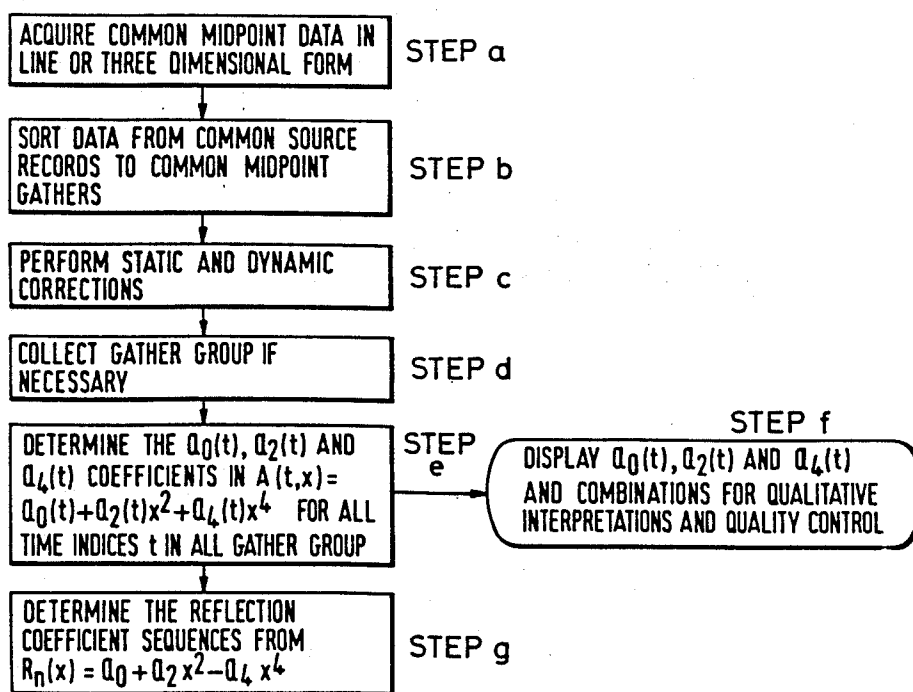 ACQUIRE COMMON MIDPOINT DATA IN
LINE OR THREE DIMENSIONAL FORM
STEP a
SORT DATA FROM COMMON SOURCE
RECORDS TO COMMON MIDPOINT
GATHERS
STEP b
PERFORM STATIC AND DYNAMIC
CORRECTIONS
STEP c
COLLECT GATHER GROUP IF
NECESSARY
STEP d
DETERMINE THE a₀(t), a₂(t) AND
a₄(t) COEFFICIENTS IN A(t,x)=
a₀(t)+a₂(t)x²+a₄(t)x⁴ FOR ALL
TIME INDICES t IN ALL GATHER GROUP
STEP
e
STEP f
DISPLAY a₀(t), a₂(t) AND a₄(t)
AND COMBINATIONS FOR QUALITATIVE
INTERPRETATIONS AND QUALITY CONTROL
DETERMINE THE REFLECTION
COEFFICIENT SEQUENCES FROM
Rₙ(x) = a₀+a₂x²−a₄x⁴
STEP g